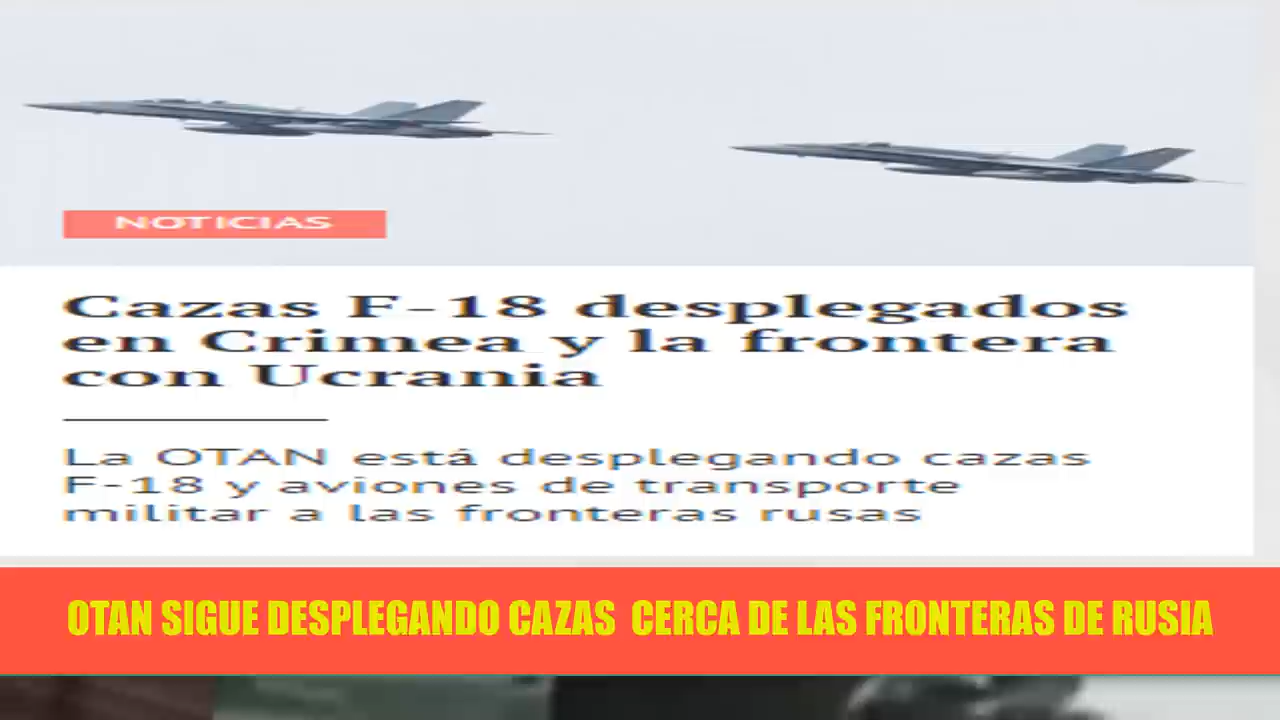 NOTICIAS
Cazas F-18 desplegados
en Crimea y la frontera
con Ucrania
La OTAN está desplegando cazas
F-18 y aviones de transporte
militar a las fronteras rusas
OTAN SIGUE DESPLEGANDO CAZAS CERCA DE LAS FRONTERAS DE RUSIA